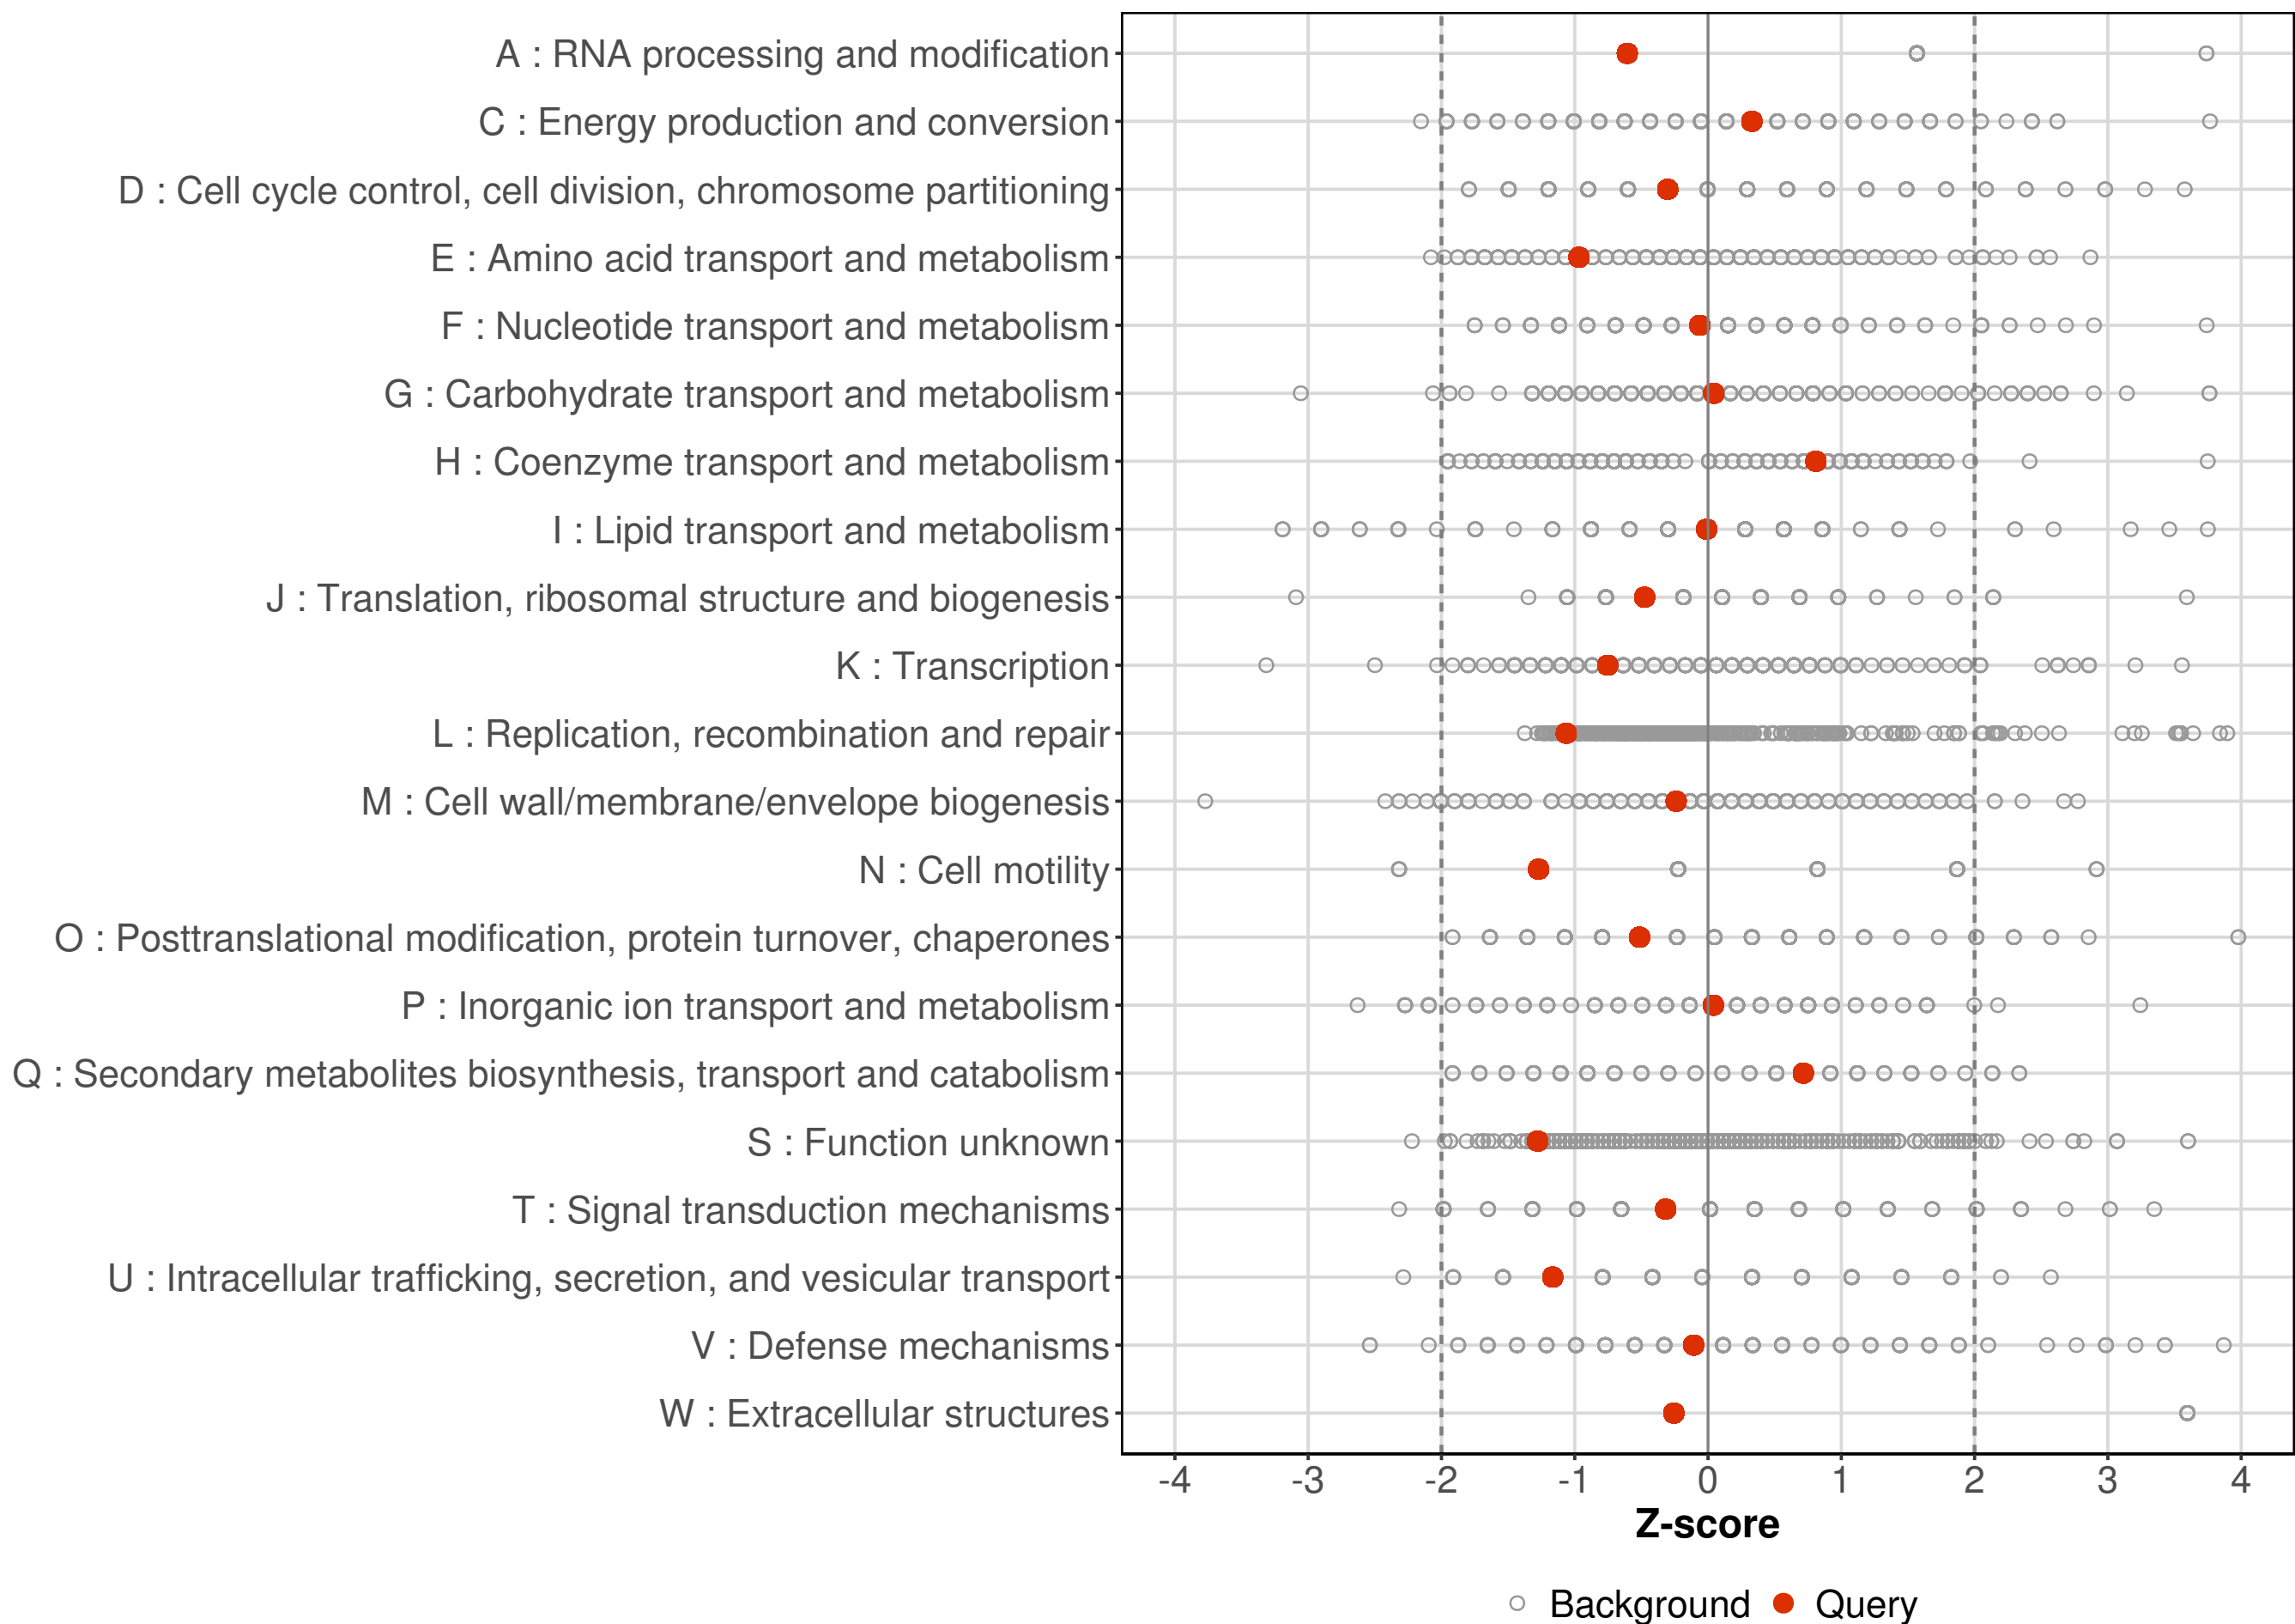 A : RNA processing and modification
C : Energy production and conversion
D : Cell cycle control, cell division, chromosome partitioning
E : Amino acid transport and metabolism
F : Nucleotide transport and metabolism
G : Carbohydrate transport and metabolism
H : Coenzyme transport and metabolism
I : Lipid transport and metabolism
J : Translation, ribosomal structure and biogenesis
K : Transcription
L : Replication, recombination and repair
M : Cell wall/membrane/envelope biogenesis
N : Cell motility
O : Posttranslational modification, protein turnover, chaperones
P : Inorganic ion transport and metabolism
Q : Secondary metabolites biosynthesis, transport and catabolism
S : Function unknown
T : Signal transduction mechanisms
U : Intracellular trafficking, secretion, and vesicular transport
V : Defense mechanisms
W : Extracellular structures
-4 -3 -2 -1 0 1 2 3 4
Z-score
Background Query